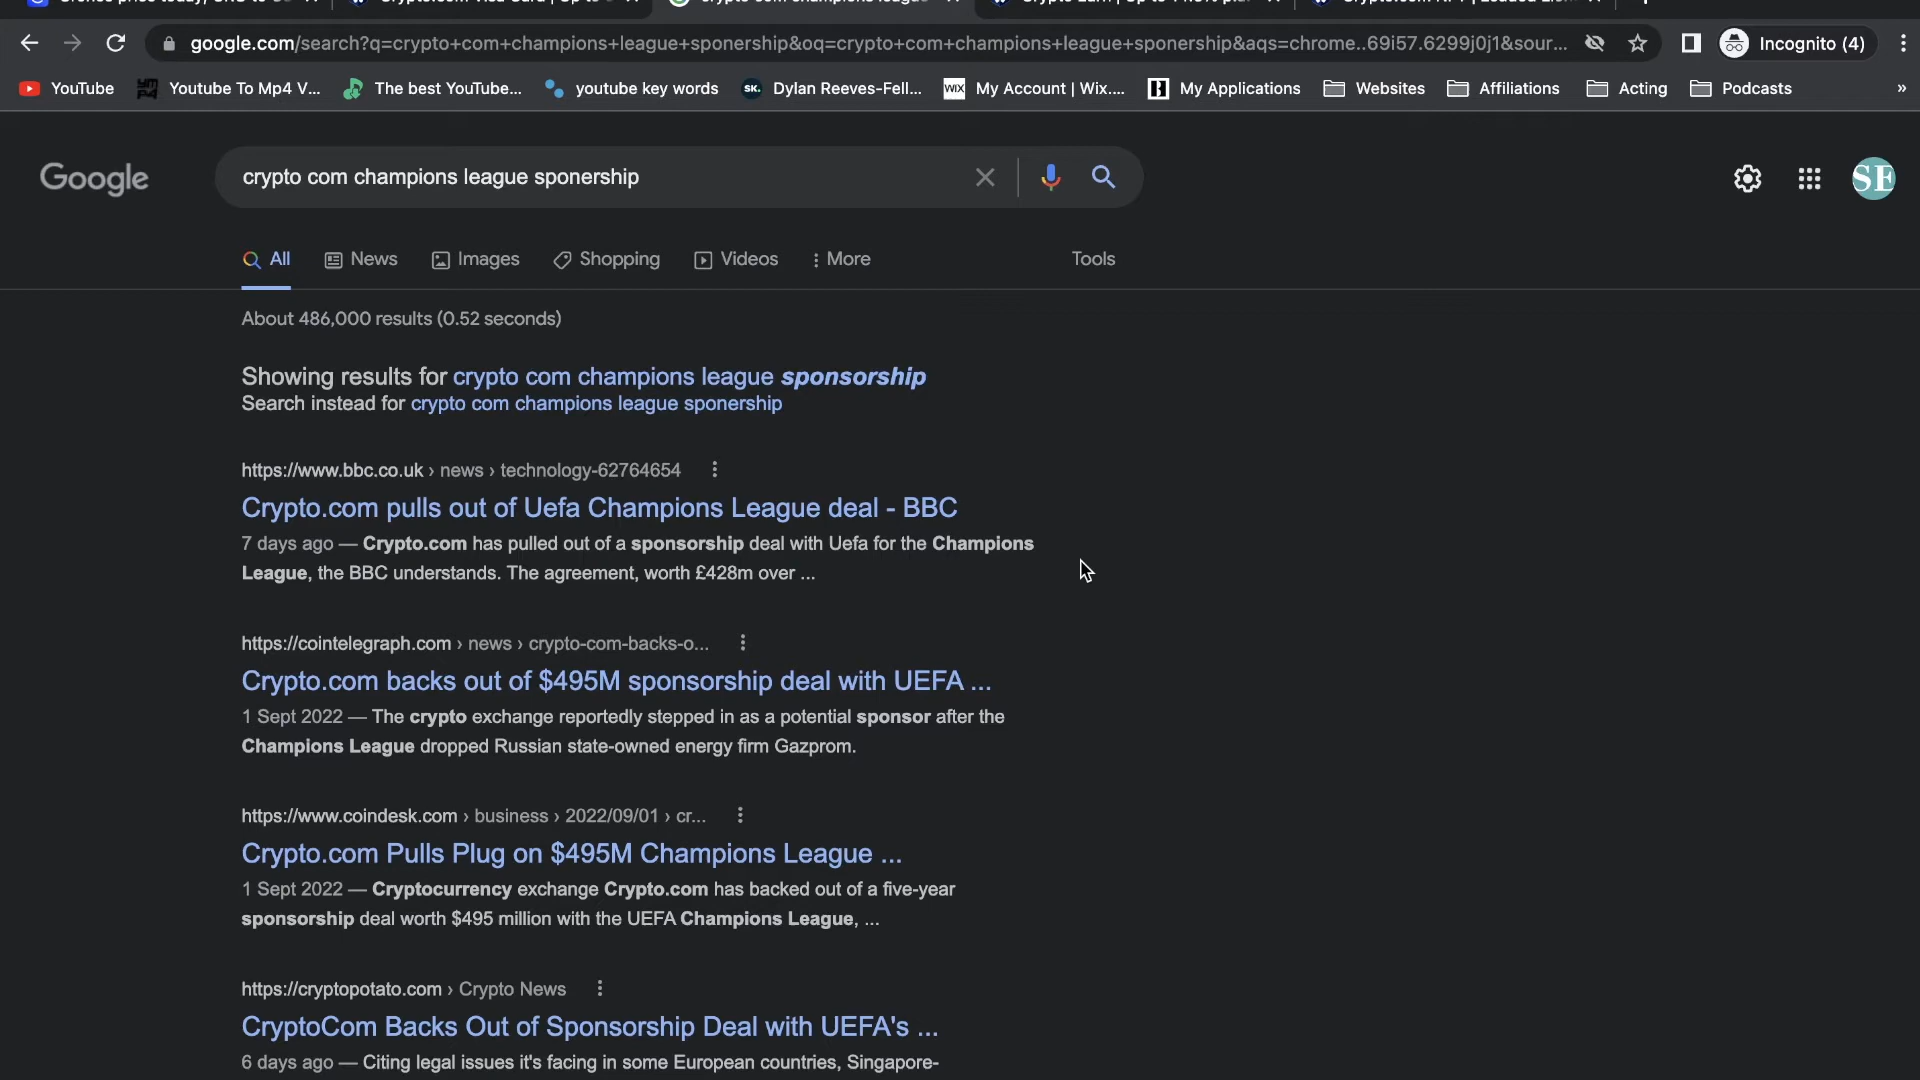 google.com/search?q=crypto+com+champions+league+sponership&oq=crypto+com+champions+league+sponership&aqs=chrome..69i57.6299j0j1&sour... Incognito (4)
YouTube Youtube To Mp4 V... The best YouTube... youtube key words SK. Dylan Reeves-Fell... WIX My Account | Wix.... My Applications Websites Affiliations Acting Podcasts »
Google crypto com champions league sponership SE
All News Images Shopping Videos More Tools
About 486,000 results (0.52 seconds)
Showing results for crypto com champions league sponsorship
Search instead for crypto com champions league sponership
https://www.bbc.co.uk › news › technology-62764654
Crypto.com pulls out of Uefa Champions League deal - BBC
7 days ago — Crypto.com has pulled out of a sponsorship deal with Uefa for the Champions
League, the BBC understands. The agreement, worth £428m over ...
https://cointelegraph.com › news › crypto-com-backs-o...
Crypto.com backs out of $495M sponsorship deal with UEFA ...
1 Sept 2022 — The crypto exchange reportedly stepped in as a potential sponsor after the
Champions League dropped Russian state-owned energy firm Gazprom.
https://www.coindesk.com › business › 2022/09/01 › cr...
Crypto.com Pulls Plug on $495M Champions League ...
1 Sept 2022 — Cryptocurrency exchange Crypto.com has backed out of a five-year
sponsorship deal worth $495 million with the UEFA Champions League, ...
https://cryptopotato.com › Crypto News
CryptoCom Backs Out of Sponsorship Deal with UEFA's ...
6 days ago — Citing legal issues it's facing in some European countries, Singapore-